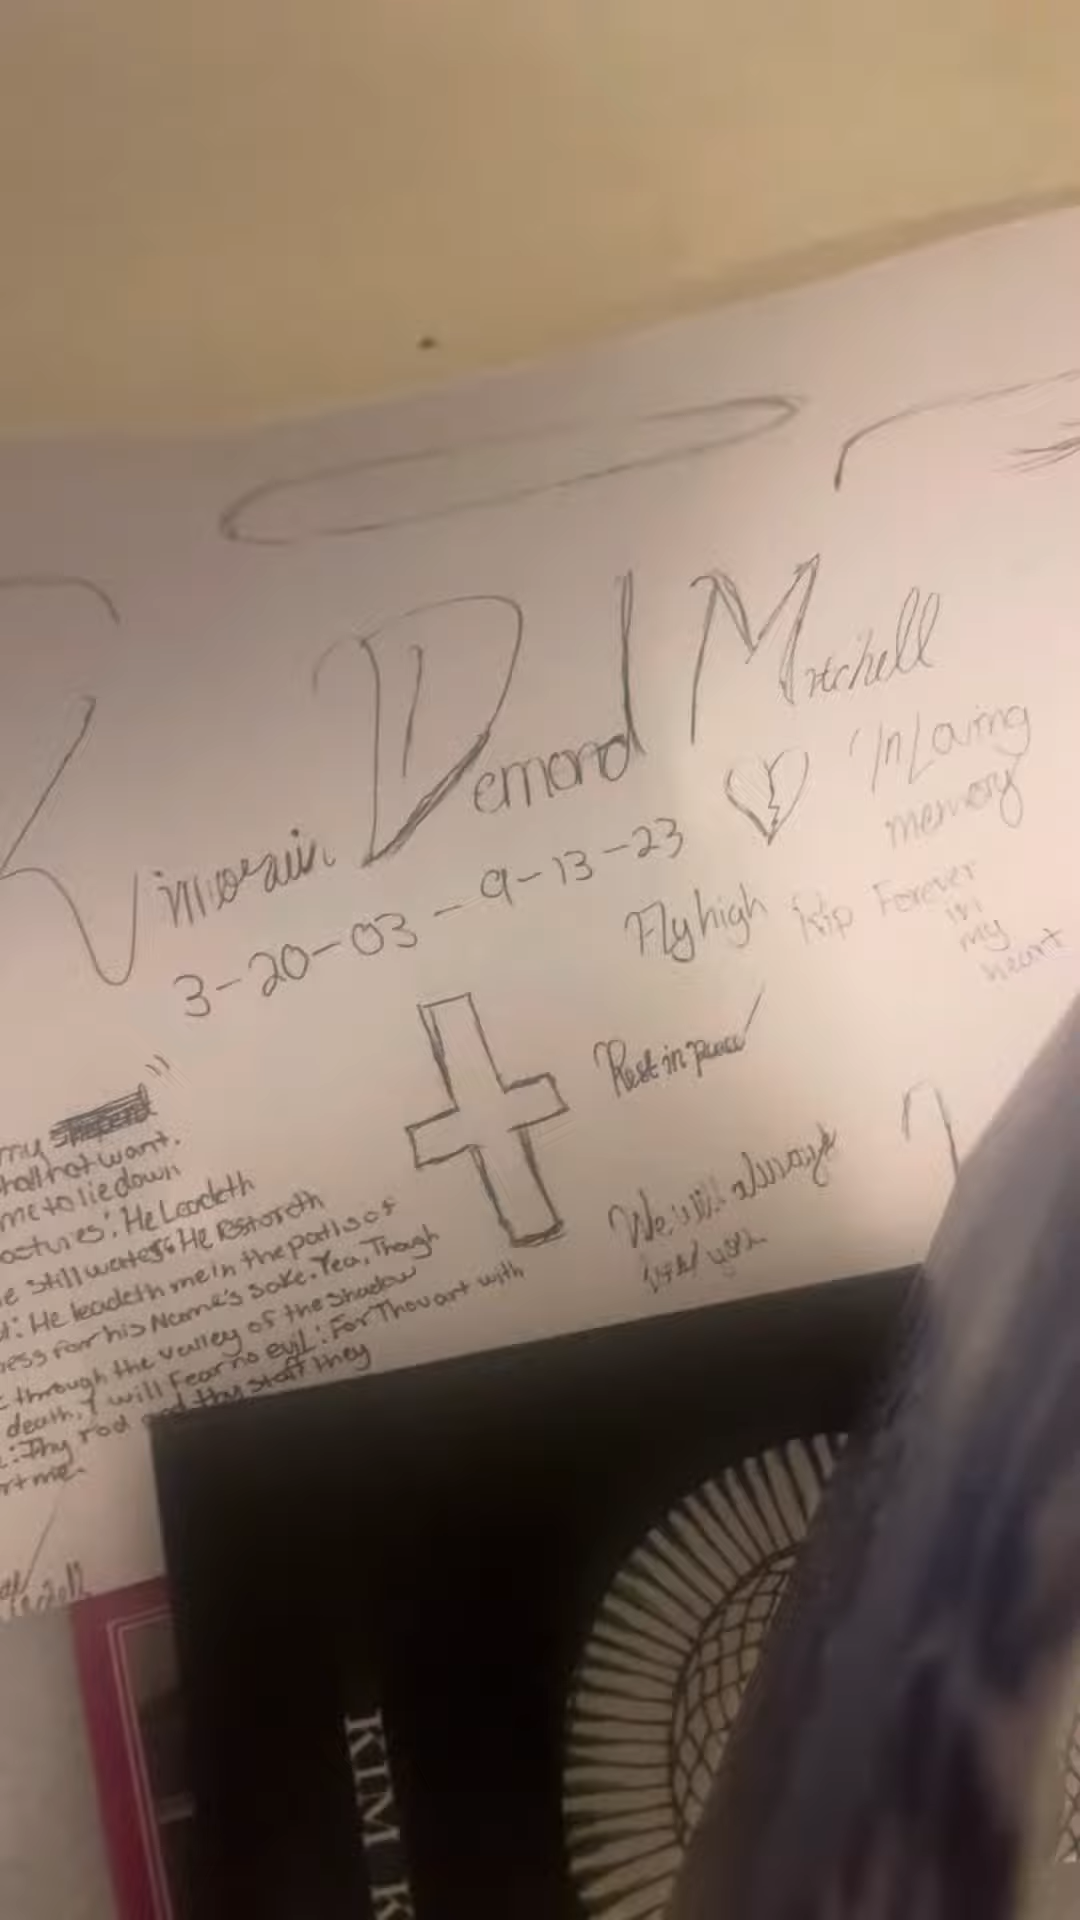 Kimorain Demond Mitchell
3-20-03 - 9-13-23
"In Loving
memory
Fly high Rip Forever
in
my
heart
Rest in peace
We will always
"
my
shall not want.
me to lie down
pastures: He Leadeth
still waters: He restoreth
: He leadeth me in the paths of
for his Name's sake. Yea, Though
through the valley of the shadow
death, I will Fear no evil: For Thou art with
: Thy rod and thy staff they
me.
KIM K